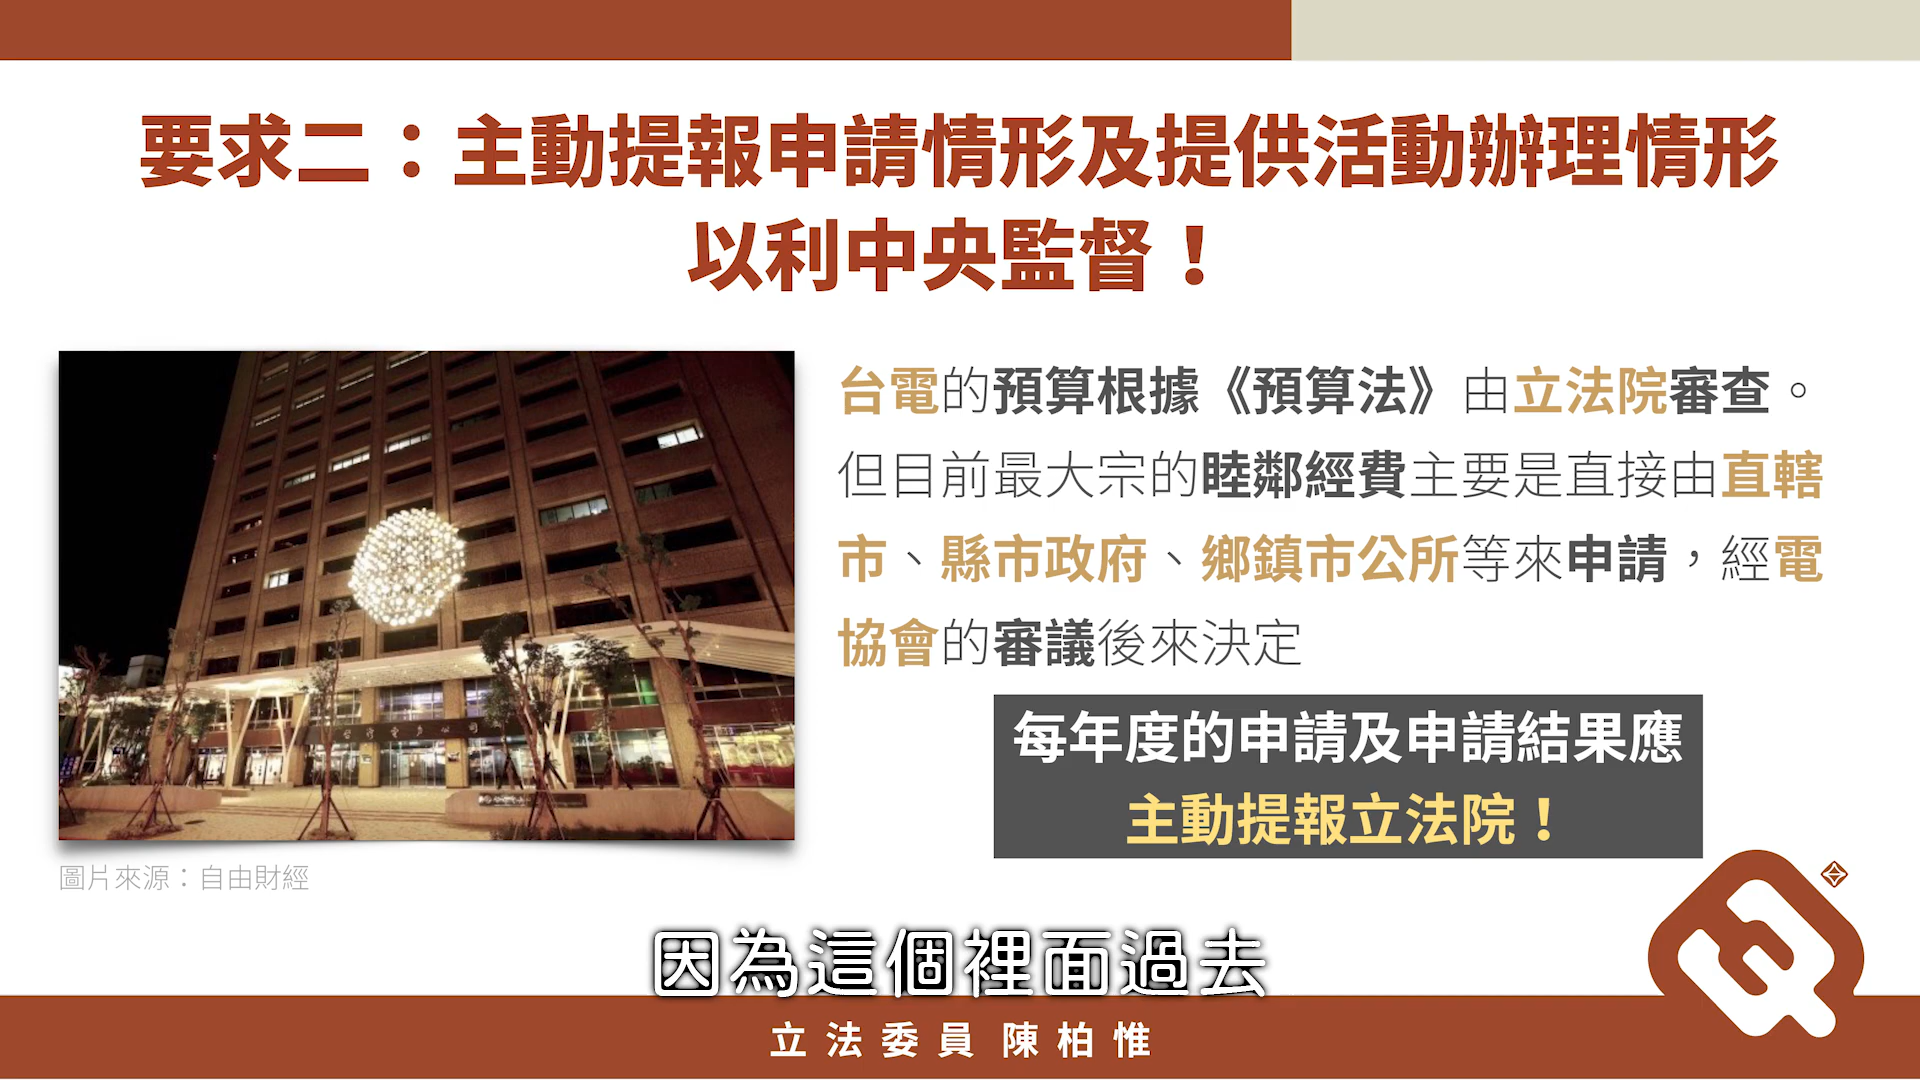 要求二：主動提報申請情形及提供活動辦理情形
以利中央監督！
台電的預算根據《預算法》由立法院審查。
但目前最大宗的睦鄰經費主要是直接由直轄
市、縣市政府、鄉鎮市公所等來申請，經電
協會的審議後來決定
每年度的申請及申請結果應
主動提報立法院！
圖片來源：自由財經
因為這個裡面過去
立法委員 陳柏惟